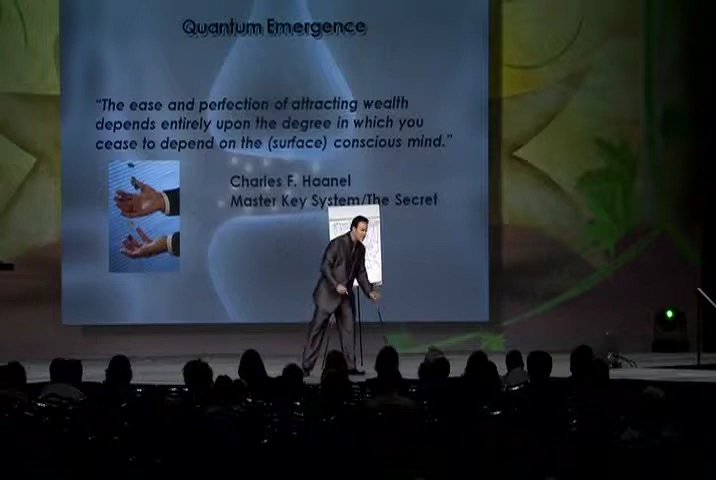 Quantum Emergence
"The ease and perfection of attracting wealth
depends entirely upon the degree in which you
cease to depend on the (surface) conscious mind."
Charles F. Haanel
Master Key System/The Secret